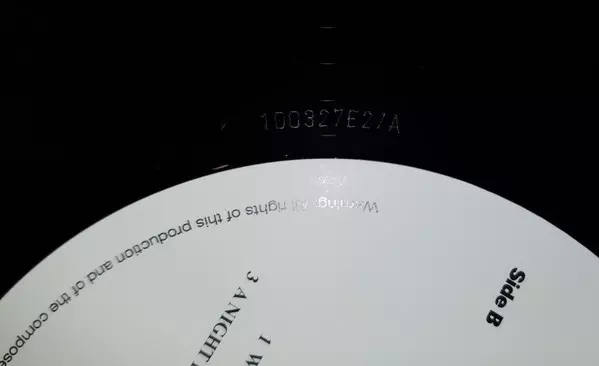 100327E2/A
Warning: All rights of this production and of the compose
Side B
1 W
3 A NIGHT